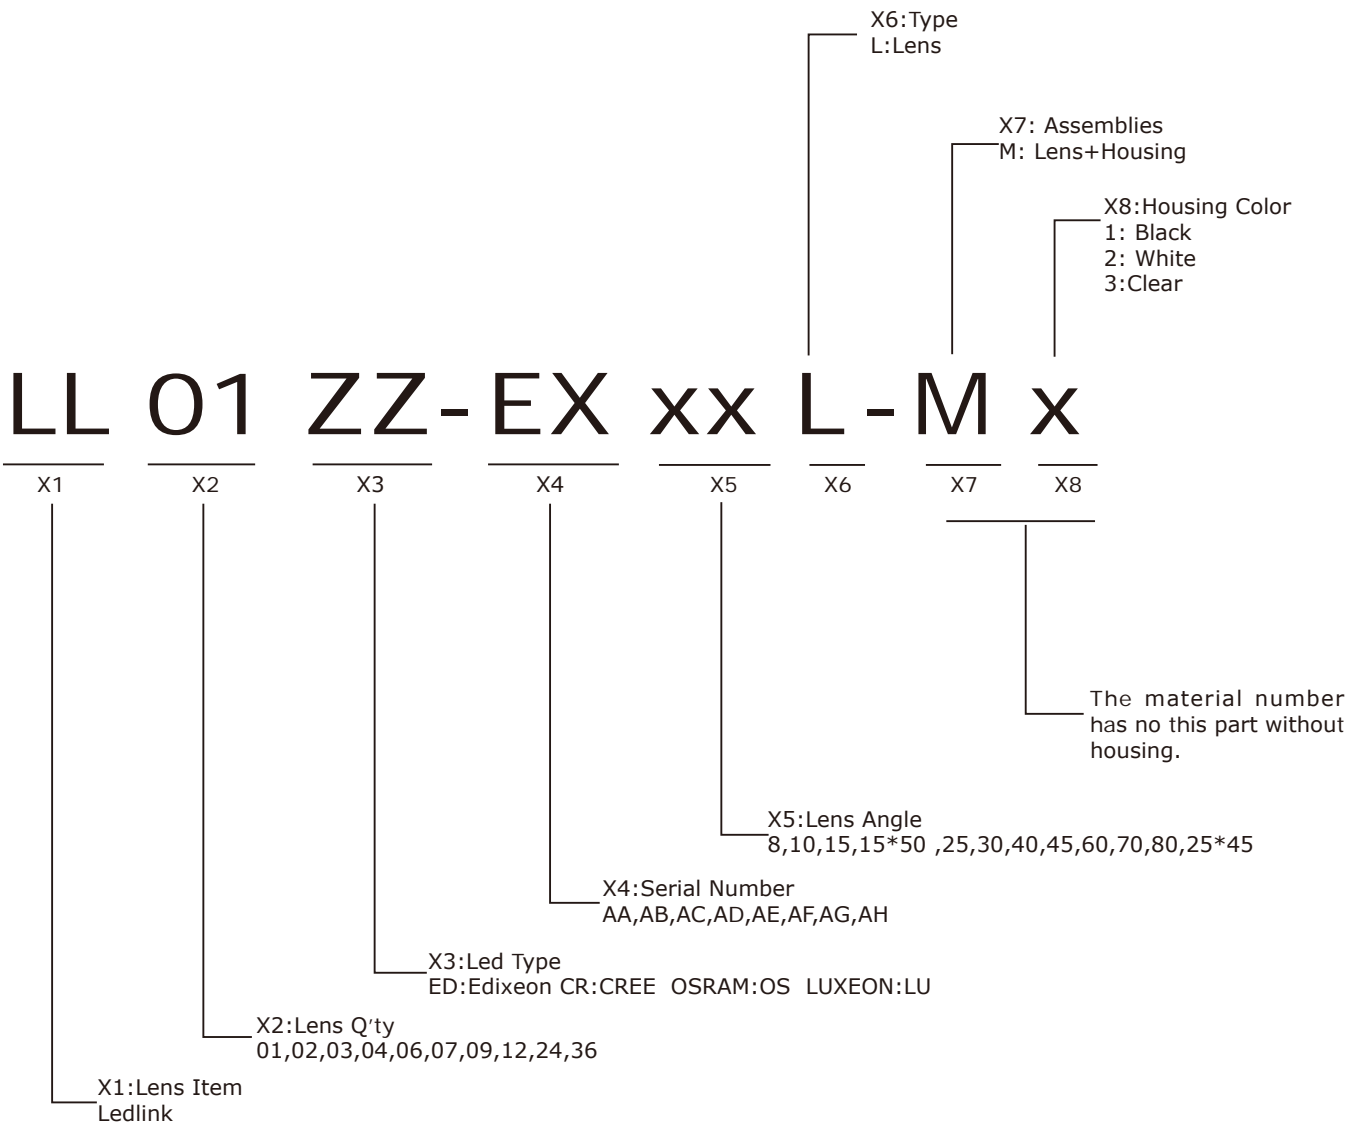 X6:Type
L:Lens
X7: Assemblies
M: Lens+Housing
X8:Housing Color
1: Black
2: White
3:Clear
LL 01 ZZ-EX xx L-M x
X1 X2 X3 X4 X5 X6 X7 X8
The material number
has no this part without
housing.
X5:Lens Angle
8,10,15,15*50 ,25,30,40,45,60,70,80,25*45
X4:Serial Number
AA,AB,AC,AD,AE,AF,AG,AH
X3:Led Type
ED:Edixeon CR:CREE OSRAM:OS LUXEON:LU
X2:Lens Q'ty
01,02,03,04,06,07,09,12,24,36
X1:Lens Item
Ledlink